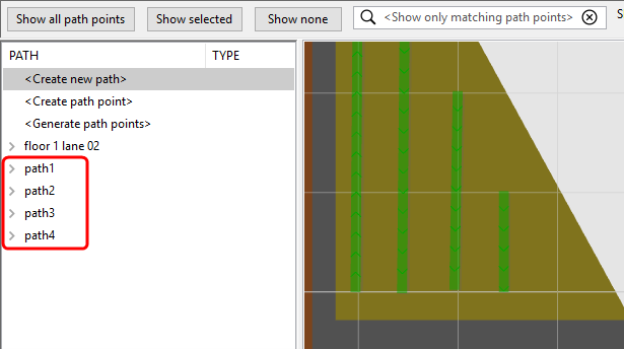 Show all path points
Show selected
Show none
<Show only matching path points>
S
PATH
TYPE
<Create new path>
<Create path point>
<Generate path points>
floor 1 lane 02
path1
path2
path3
path4